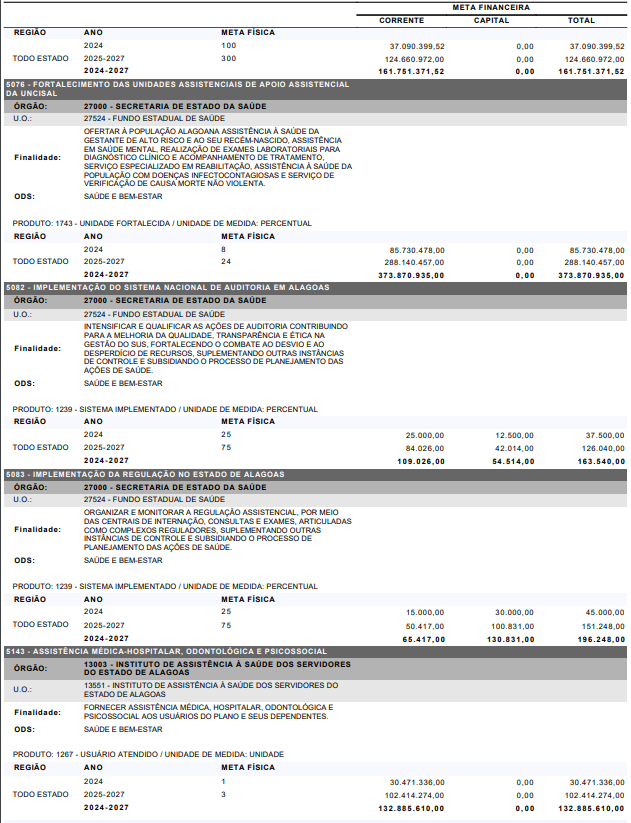 META FINANCEIRA
CORRENTE CAPITAL TOTAL
REGIÃO ANO META FÍSICA
2024 100 37.090.399,52 0,00 37.090.399,52
TODO ESTADO 2025-2027 300 124.660.972,00 0,00 124.660.972,00
2024-2027 161.751.371,52 0,00 161.751.371,52
5076 - FORTALECIMENTO DAS UNIDADES ASSISTENCIAIS DE APOIO ASSISTENCIAL
DA UNCISAL
ÓRGÃO: 27000 - SECRETARIA DE ESTADO DA SAÚDE
U.O.: 27524 - FUNDO ESTADUAL DE SAÚDE
OFERTAR À POPULAÇÃO ALAGOANA ASSISTÊNCIA À SAÚDE DA
GESTANTE DE ALTO RISCO E AO SEU RECÉM-NASCIDO, ASSISTÊNCIA
EM SAÚDE MENTAL, REALIZAÇÃO DE EXAMES LABORATORIAIS PARA
Finalidade: DIAGNÓSTICO CLÍNICO E ACOMPANHAMENTO DE TRATAMENTO,
SERVIÇO ESPECIALIZADO EM REABILITAÇÃO, ASSISTÊNCIA À SAÚDE DA
POPULAÇÃO COM DOENÇAS INFECTOCONTAGIOSAS E SERVIÇO DE
VERIFICAÇÃO DE CAUSA MORTE NÃO VIOLENTA.
ODS: SAÚDE E BEM-ESTAR
PRODUTO: 1743 - UNIDADE FORTALECIDA / UNIDADE DE MEDIDA: PERCENTUAL
REGIÃO ANO META FÍSICA
2024 8 85.730.478,00 0,00 85.730.478,00
TODO ESTADO 2025-2027 24 288.140.457,00 0,00 288.140.457,00
2024-2027 373.870.935,00 0,00 373.870.935,00
5082 - IMPLEMENTAÇÃO DO SISTEMA NACIONAL DE AUDITORIA EM ALAGOAS
ÓRGÃO: 27000 - SECRETARIA DE ESTADO DA SAÚDE
U.O.: 27524 - FUNDO ESTADUAL DE SAÚDE
INTENSIFICAR E QUALIFICAR AS AÇÕES DE AUDITORIA CONTRIBUINDO
PARA A MELHORIA DA QUALIDADE, TRANSPARÊNCIA E ÉTICA NA
Finalidade: GESTÃO DO SUS, FORTALECENDO O COMBATE AO DESVIO E AO
DESPERDÍCIO DE RECURSOS, SUPLEMENTANDO OUTRAS INSTÂNCIAS
DE CONTROLE E SUBSIDIANDO O PROCESSO DE PLANEJAMENTO DAS
AÇÕES DE SAÚDE.
ODS: SAÚDE E BEM-ESTAR
PRODUTO: 1239 - SISTEMA IMPLEMENTADO / UNIDADE DE MEDIDA: PERCENTUAL
REGIÃO ANO META FÍSICA
2024 25 25.000,00 12.500,00 37.500,00
TODO ESTADO 2025-2027 75 84.026,00 42.014,00 126.040,00
2024-2027 109.026,00 54.514,00 163.540,00
5083 - IMPLEMENTAÇÃO DA REGULAÇÃO NO ESTADO DE ALAGOAS
ÓRGÃO: 27000 - SECRETARIA DE ESTADO DA SAÚDE
U.O.: 27524 - FUNDO ESTADUAL DE SAÚDE
ORGANIZAR E MONITORAR A REGULAÇÃO ASSISTENCIAL, POR MEIO
DAS CENTRAIS DE INTERNAÇÃO, CONSULTAS E EXAMES, ARTICULADAS
Finalidade: COMO COMPLEXOS REGULADORES, SUPLEMENTANDO OUTRAS
INSTÂNCIAS DE CONTROLE E SUBSIDIANDO O PROCESSO DE
PLANEJAMENTO DAS AÇÕES DE SAÚDE.
ODS: SAÚDE E BEM-ESTAR
PRODUTO: 1239 - SISTEMA IMPLEMENTADO / UNIDADE DE MEDIDA: PERCENTUAL
REGIÃO ANO META FÍSICA
2024 25 15.000,00 30.000,00 45.000,00
TODO ESTADO 2025-2027 75 50.417,00 100.831,00 151.248,00
2024-2027 65.417,00 130.831,00 196.248,00
5143 - ASSISTÊNCIA MÉDICA-HOSPITALAR, ODONTOLÓGICA E PSICOSSOCIAL
ÓRGÃO: 13003 - INSTITUTO DE ASSISTÊNCIA À SAÚDE DOS SERVIDORES
DO ESTADO DE ALAGOAS
U.O.: 13551 - INSTITUTO DE ASSISTÊNCIA À SAÚDE DOS SERVIDORES DO
ESTADO DE ALAGOAS
Finalidade: FORNECER ASSISTÊNCIA MÉDICA, HOSPITALAR, ODONTOLÓGICA E
PSICOSSOCIAL AOS USUÁRIOS DO PLANO E SEUS DEPENDENTES.
ODS: SAÚDE E BEM-ESTAR
PRODUTO: 1267 - USUÁRIO ATENDIDO / UNIDADE DE MEDIDA: UNIDADE
REGIÃO ANO META FÍSICA
2024 1 30.471.336,00 0,00 30.471.336,00
TODO ESTADO 2025-2027 3 102.414.274,00 0,00 102.414.274,00
2024-2027 132.885.610,00 0,00 132.885.610,00